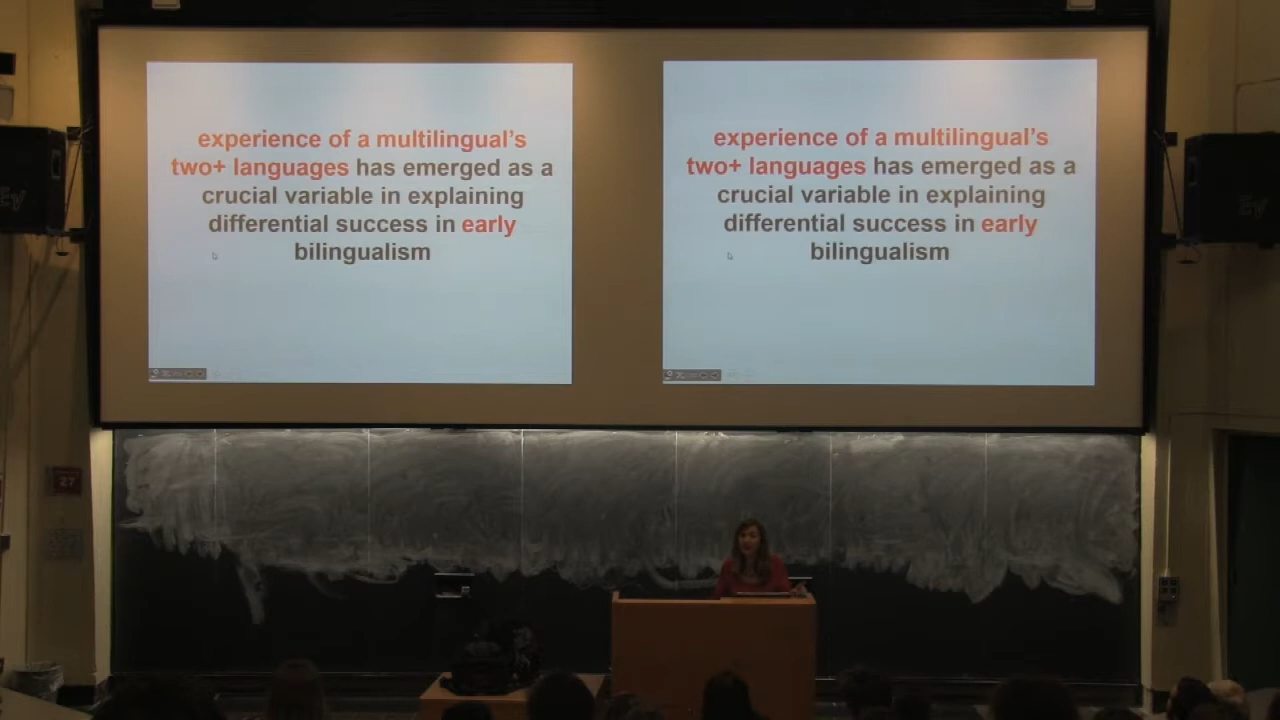 experience of a multilingual's
two+ languages has emerged as a
crucial variable in explaining
differential success in early
bilingualism
experience of a multilingual's
two+ languages has emerged as a
crucial variable in explaining
differential success in early
bilingualism
27